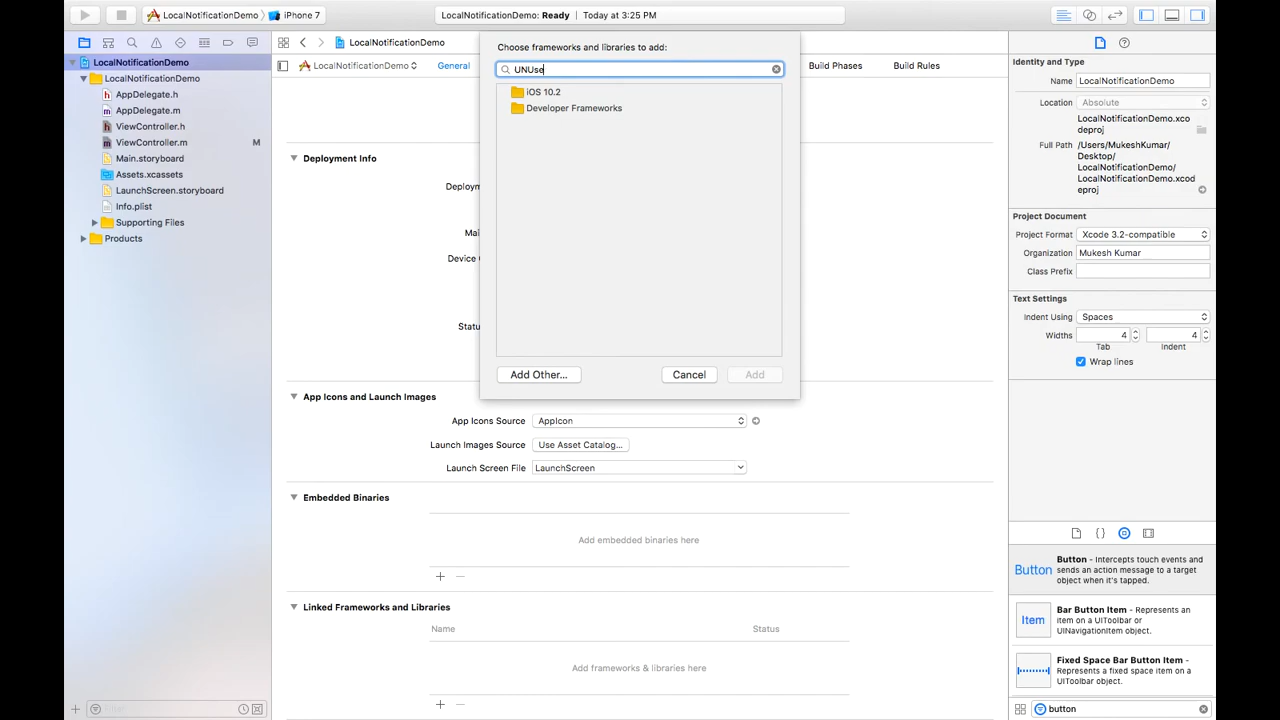 LocalNotificationDemo
iPhone 7
LocalNotificationDemo: Ready
Today at 3:25 PM
LocalNotificationDemo
LocalNotificationDemo
AppDelegate.h
AppDelegate.m
ViewController.h
ViewController.m
M
Main.storyboard
Assets.xcassets
LaunchScreen.storyboard
Info.plist
Supporting Files
Products
LocalNotificationDemo
LocalNotificationDemo
General
Build Phases
Build Rules
Choose frameworks and libraries to add:
UNUse
iOS 10.2
Developer Frameworks
Add Other...
Cancel
Add
Deployment Info
Deploym
Mai
Device
Statu
App Icons and Launch Images
App Icons Source
AppIcon
Launch Images Source
Use Asset Catalog...
Launch Screen File
LaunchScreen
Embedded Binaries
Add embedded binaries here
Linked Frameworks and Libraries
Name
Status
Add frameworks & libraries here
Identity and Type
Name
LocalNotificationDemo
Location
Absolute
LocalNotificationDemo.xco
deproj
Full Path
/Users/MukeshKumar/
Desktop/
LocalNotificationDemo/
LocalNotificationDemo.xcod
eproj
Project Document
Project Format
Xcode 3.2-compatible
Organization
Mukesh Kumar
Class Prefix
Text Settings
Indent Using
Spaces
Widths
4
4
Tab
Indent
Wrap lines
Button
Button - Intercepts touch events and
sends an action message to a target
object when it's tapped.
Item
Bar Button Item - Represents an
item on a UIToolbar or
UINavigationItem object.
Fixed Space Bar Button Item -
Represents a fixed space item on a
UIToolbar object.
button